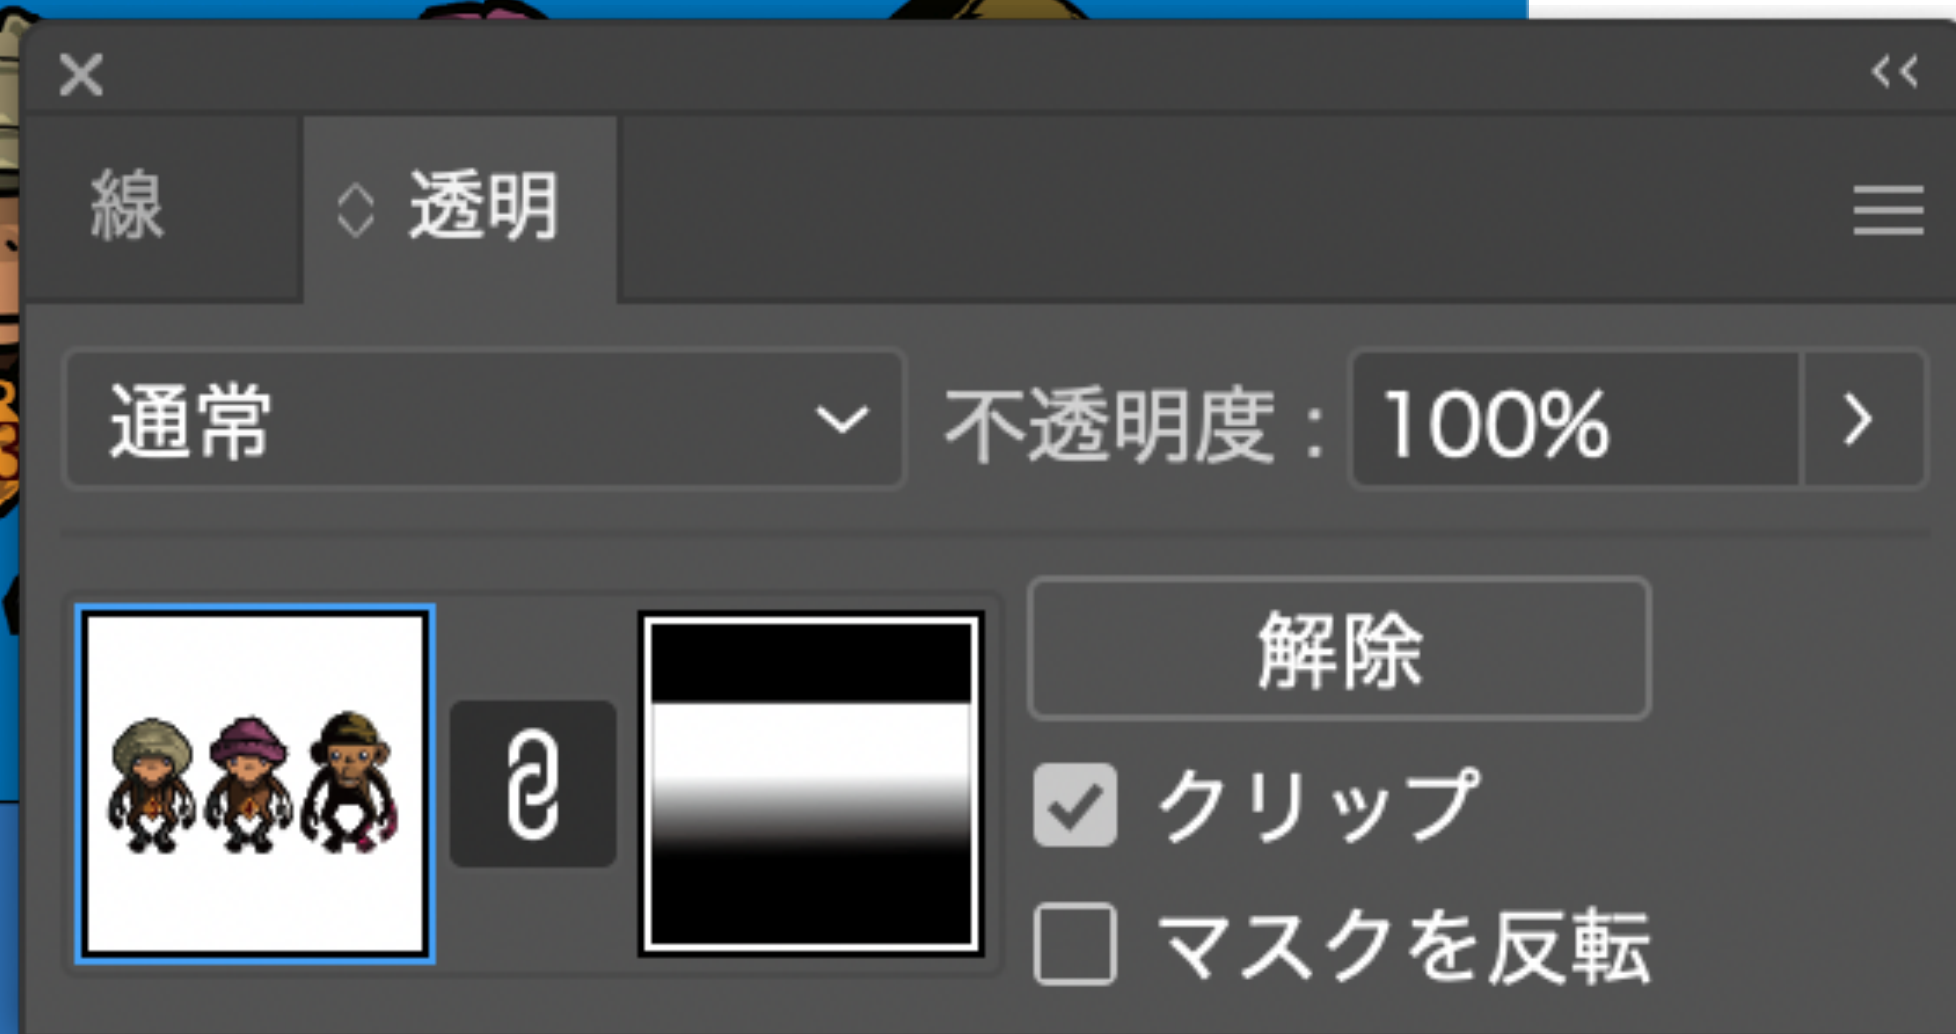 線
透明
通常
不透明度：100%
解除
クリップ
マスクを反転